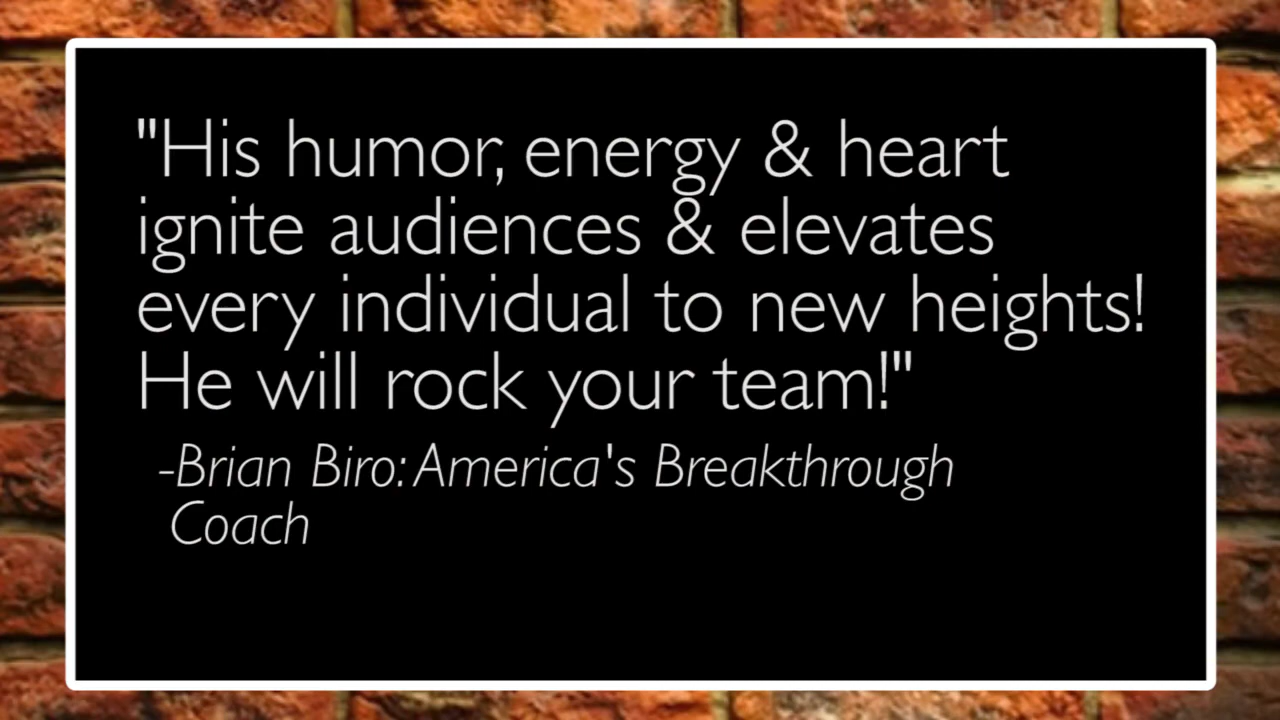 "His humor, energy & heart
ignite audiences & elevates
every individual to new heights!
He will rock your team!"
-Brian Biro: America's Breakthrough
Coach